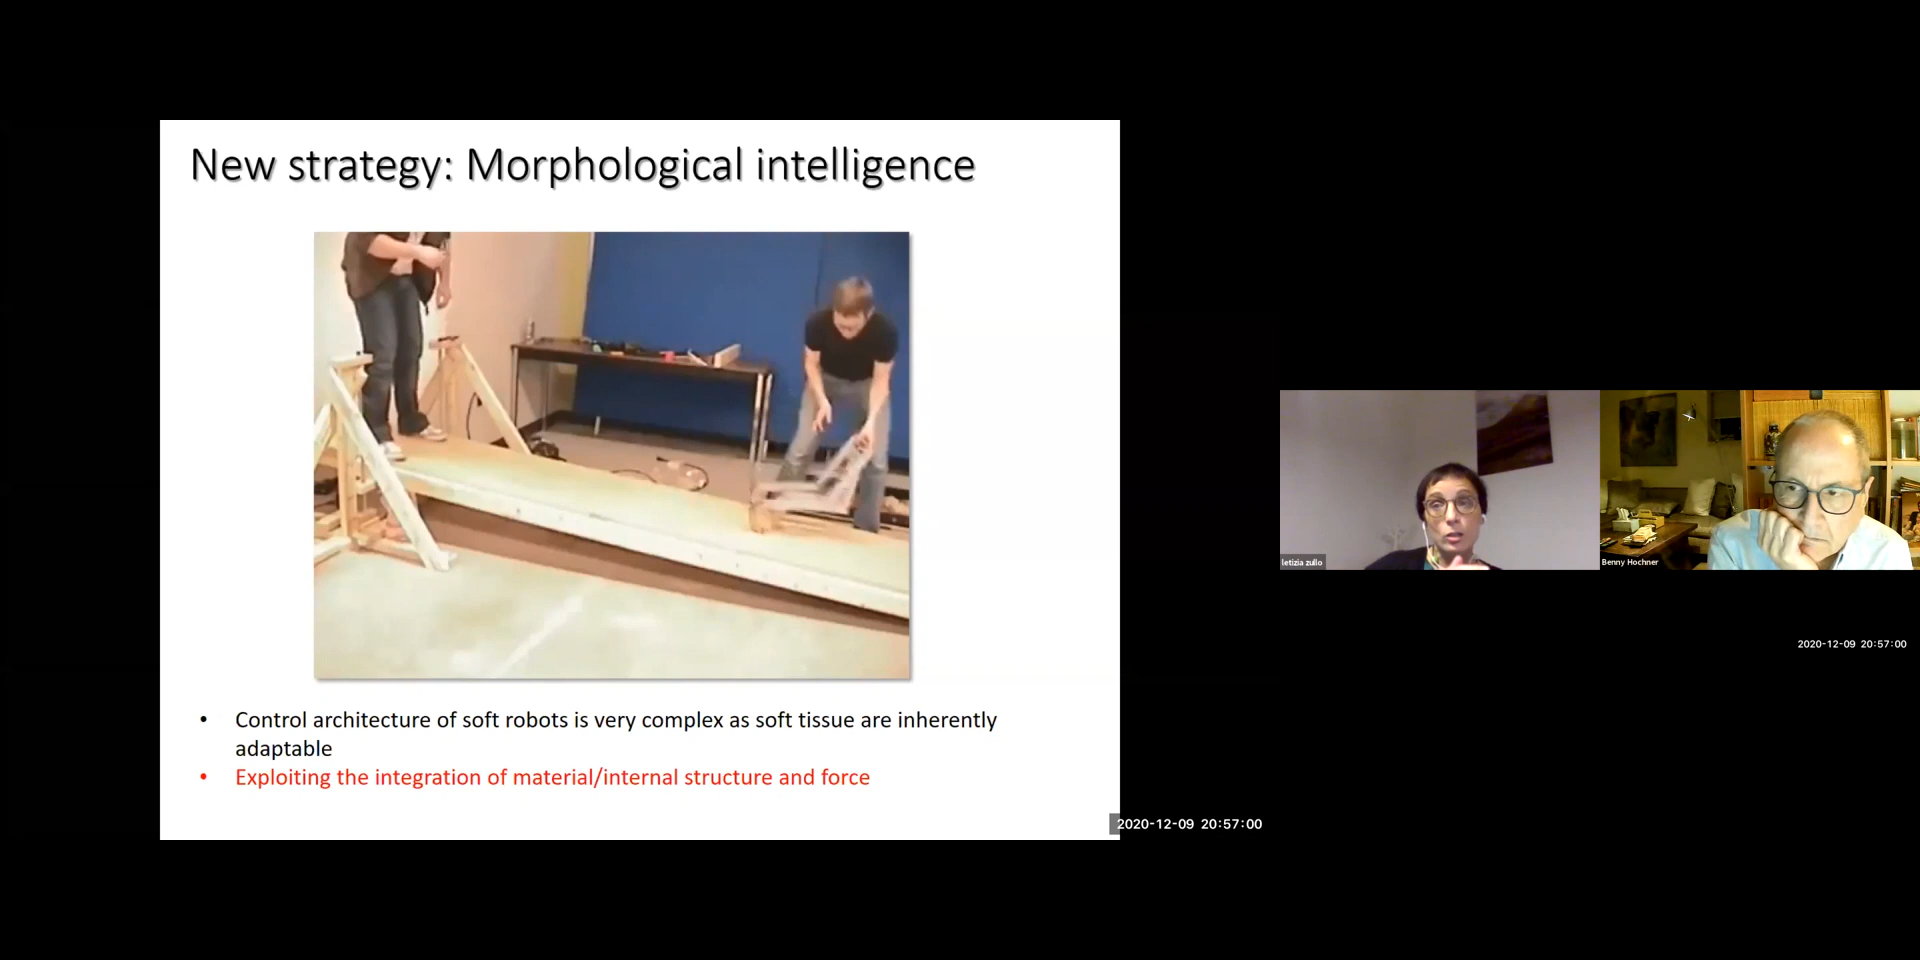 New strategy: Morphological intelligence
• Control architecture of soft robots is very complex as soft tissue are inherently
adaptable
• Exploiting the integration of material/internal structure and force
letizia zullo
Benny Hochner
2020-12-09 20:57:00
2020-12-09 20:57:00